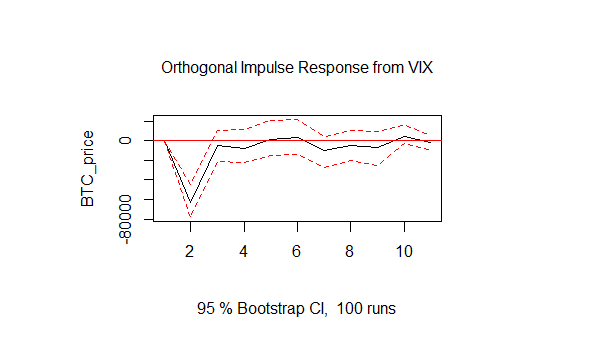 Orthogonal Impulse Response from VIX
BTC_price
0
-80000
2 4 6 8 10
95 % Bootstrap CI, 100 runs